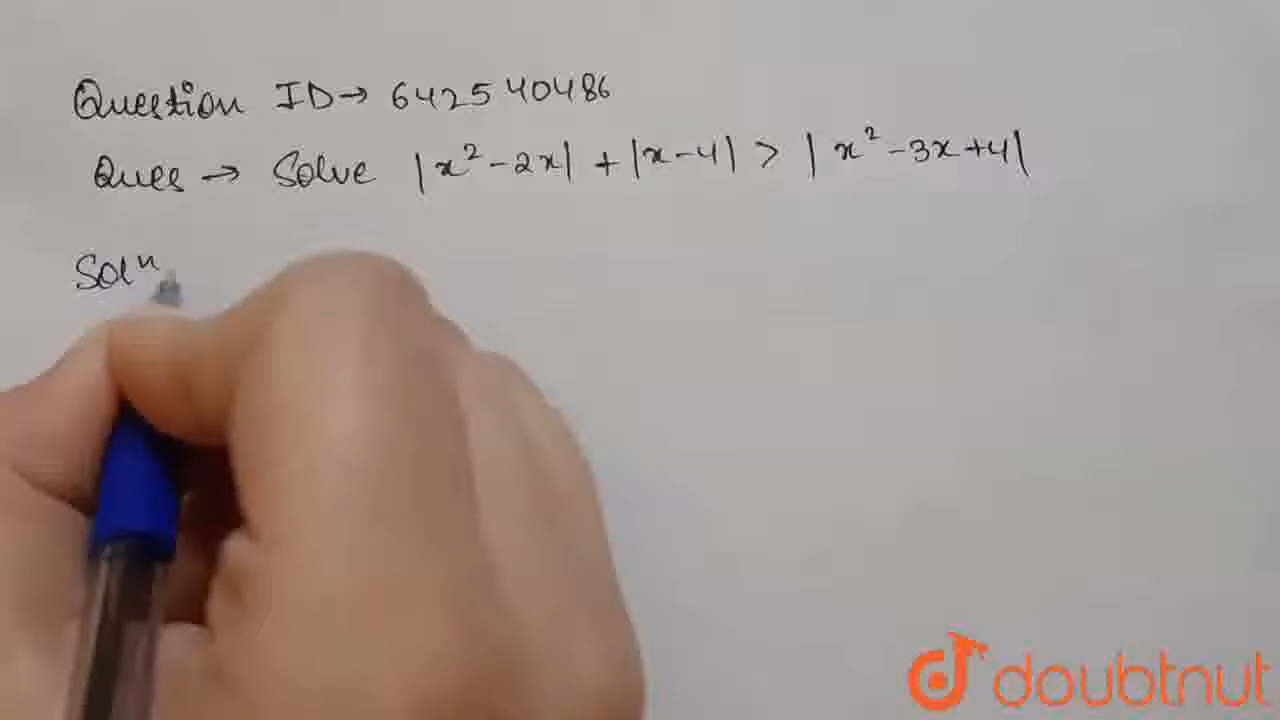 Question ID → 642540486
Ques → Solve |x² - 2x| + |x - 4| > |x² - 3x + 4|
Solⁿ
doubtnut